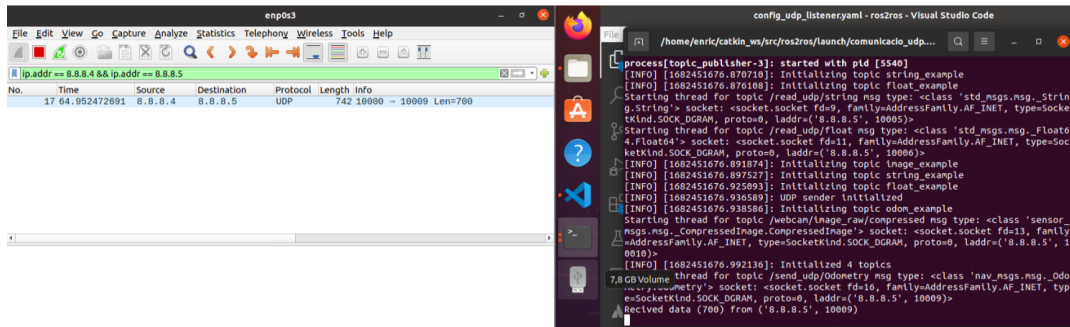 enp0s3
File Edit View Go Capture Analyze Statistics Telephony Wireless Tools Help
ip.addr == 8.8.8.4 && ip.addr == 8.8.8.5
No. Time Source Destination Protocol Length Info
17 64.952472691 8.8.8.4 8.8.8.5 UDP 742 10000 → 10009 Len=700
config_udp_listener.yaml - ros2ros - Visual Studio Code
File
/home/enric/catkin_ws/src/ros2ros/launch/comunicacio_udp....
process[topic_publisher-3]: started with pid [5540]
[INFO] [1682451676.870710]: Initializing topic string_example
[INFO] [1682451676.876108]: Initializing topic float_example
Starting thread for topic /read_udp/string msg type: <class 'std_msgs.msg._Strin
g.String'> socket: <socket.socket fd=9, family=AddressFamily.AF_INET, type=Socke
tKind.SOCK_DGRAM, proto=0, laddr=('8.8.8.5', 10005)>
Starting thread for topic /read_udp/float msg type: <class 'std_msgs.msg._Float6
4.Float64'> socket: <socket.socket fd=11, family=AddressFamily.AF_INET, type=Soc
ketKind.SOCK_DGRAM, proto=0, laddr=('8.8.8.5', 10006)>
[INFO] [1682451676.891874]: Initializing topic image_example
[INFO] [1682451676.897527]: Initializing topic string_example
[INFO] [1682451676.925093]: Initializing topic float_example
[INFO] [1682451676.936589]: UDP sender initialized
[INFO] [1682451676.938586]: Initializing topic odom_example
Starting thread for topic /webcam/image_raw/compressed msg type: <class 'sensor_
msgs.msg._CompressedImage.CompressedImage'> socket: <socket.socket fd=13, family
=AddressFamily.AF_INET, type=SocketKind.SOCK_DGRAM, proto=0, laddr=('8.8.8.5', 1
0010)>
[INFO] [1682451676.992136]: Initialized 4 topics
7,8 GB Volume
thread for topic /send_udp/Odometry msg type: <class 'nav_msgs.msg._Odo
metry.Odometry'> socket: <socket.socket fd=16, family=AddressFamily.AF_INET, typ
e=SocketKind.SOCK_DGRAM, proto=0, laddr=('8.8.8.5', 10009)>
Recived data (700) from ('8.8.8.5', 10009)